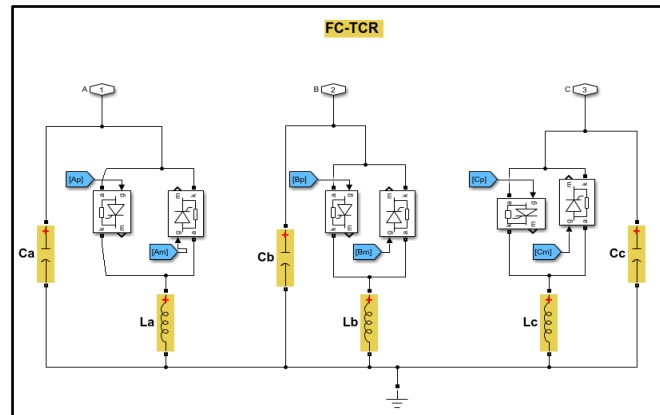 FC-TCR
A 1
B 2
C 3
[Ap]
[Bp]
[Cp]
a g
m k
k m
g a
a g
m k
k m
g a
a g
m k
k m
g a
[Am]
[Bm]
[Cm]
Ca
Cb
Cc
La
Lb
Lc
+
+
+
+
+
+